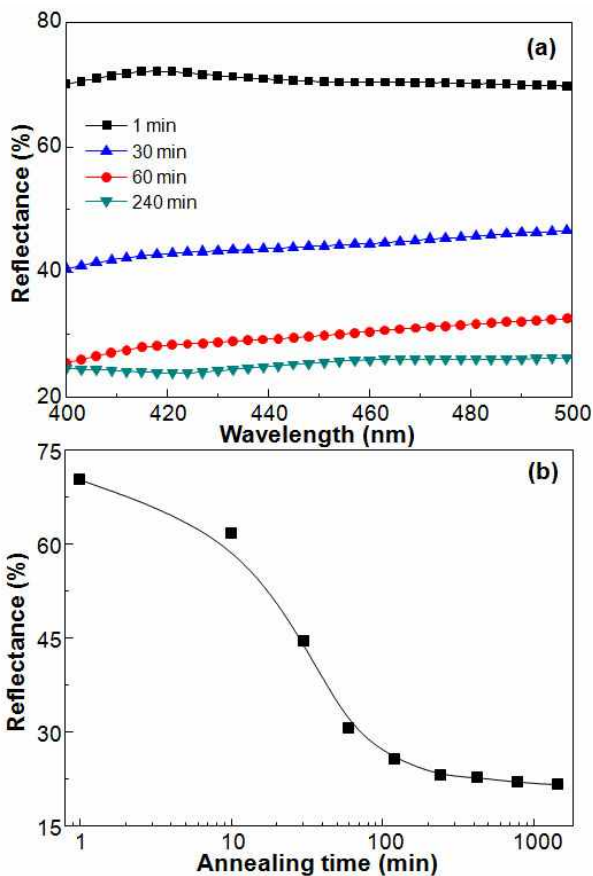 80
(a)
60
40
20
Reflectance (%)
1 min
30 min
60 min
240 min
400 420 440 460 480 500
Wavelength (nm)
75
(b)
60
45
30
15
Reflectance (%)
1 10 100 1000
Annealing time (min)